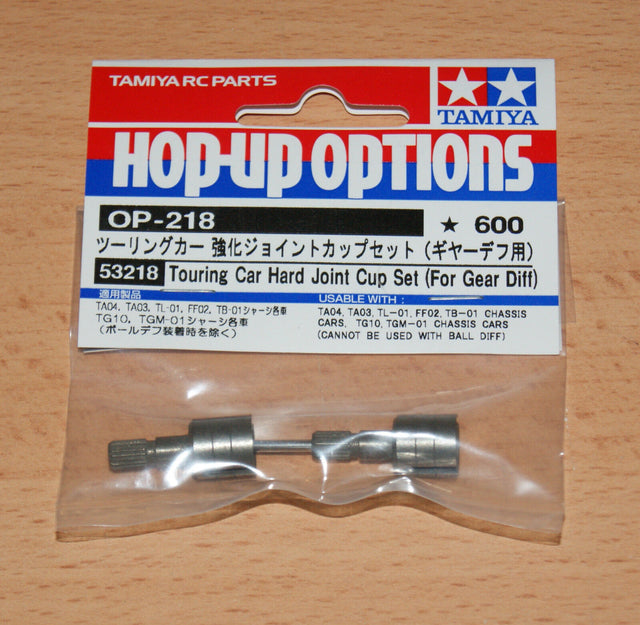 TAMIYA RC PARTS
TAMIYA
HOP-UP OPTIONS
OP-218
★ 600
ツーリングカー 強化ジョイントカップセット (ギヤーデフ用)
53218 Touring Car Hard Joint Cup Set (For Gear Diff)
適用製品
TA04, TA03, TL-01, FF02, TB-01シャーシ各車
TG10, TGM-01シャーシ各車
(ボールデフ装着時を除く)
USABLE WITH :
TA04, TA03, TL-01, FF02, TB-01 CHASSIS
CARS, TG10, TGM-01 CHASSIS CARS
(CANNOT BE USED WITH BALL DIFF)